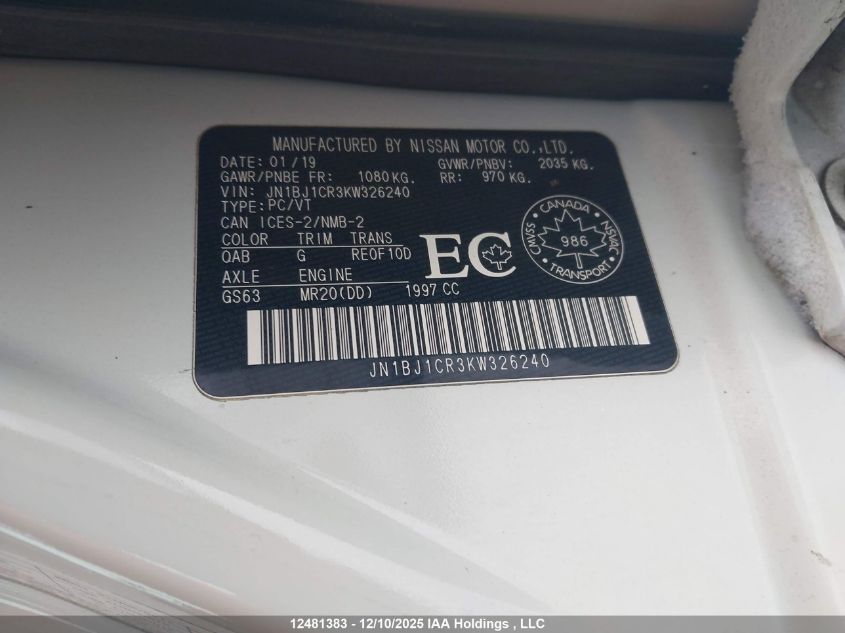 MANUFACTURED BY NISSAN MOTOR CO.,LTD.
DATE: 01/19 GVWR/PNBV: 2035 KG.
GAWR/PNBE FR: 1080 KG. RR: 970 KG.
VIN: JN1BJ1CR3KW326240
TYPE: PC/VT
CAN ICES-2/NMB-2
COLOR TRIM TRANS
QAB G RE0F10D
AXLE ENGINE
GS63 MR20(DD) 1997 CC
EC
CANADA
CMVSS 986 NSVAC
TRANSPORT
JN1BJ1CR3KW326240
12481383 - 12/10/2025 IAA Holdings , LLC